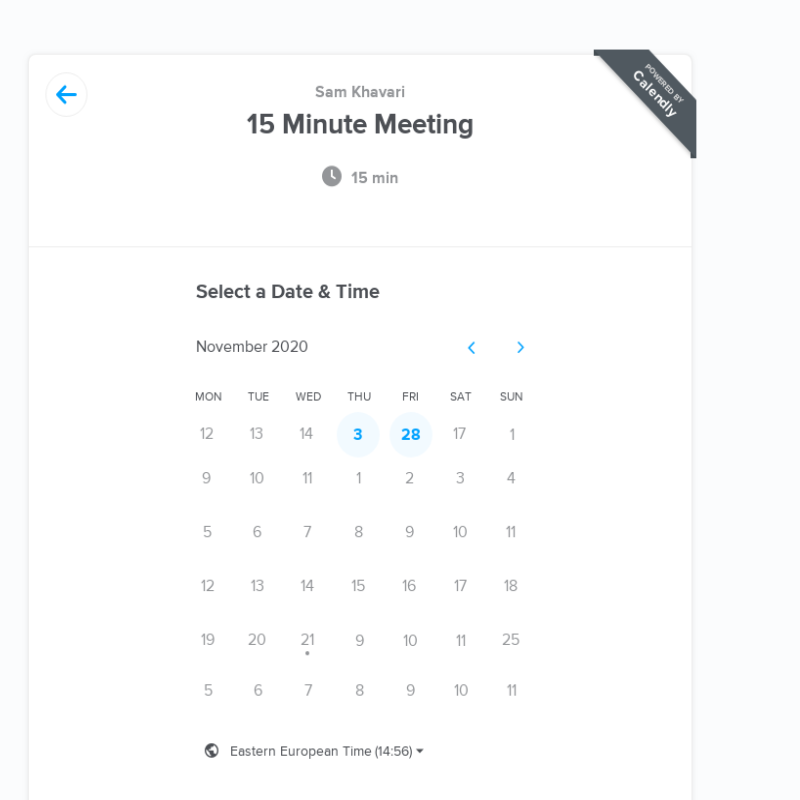 POWERED BY
Calendly
Sam Khavari
15 Minute Meeting
15 min
Select a Date & Time
November 2020
MON TUE WED THU FRI SAT SUN
12 13 14 3 28 17 1
9 10 11 1 2 3 4
5 6 7 8 9 10 11
12 13 14 15 16 17 18
19 20 21 9 10 11 25
5 6 7 8 9 10 11
Eastern European Time (14:56)